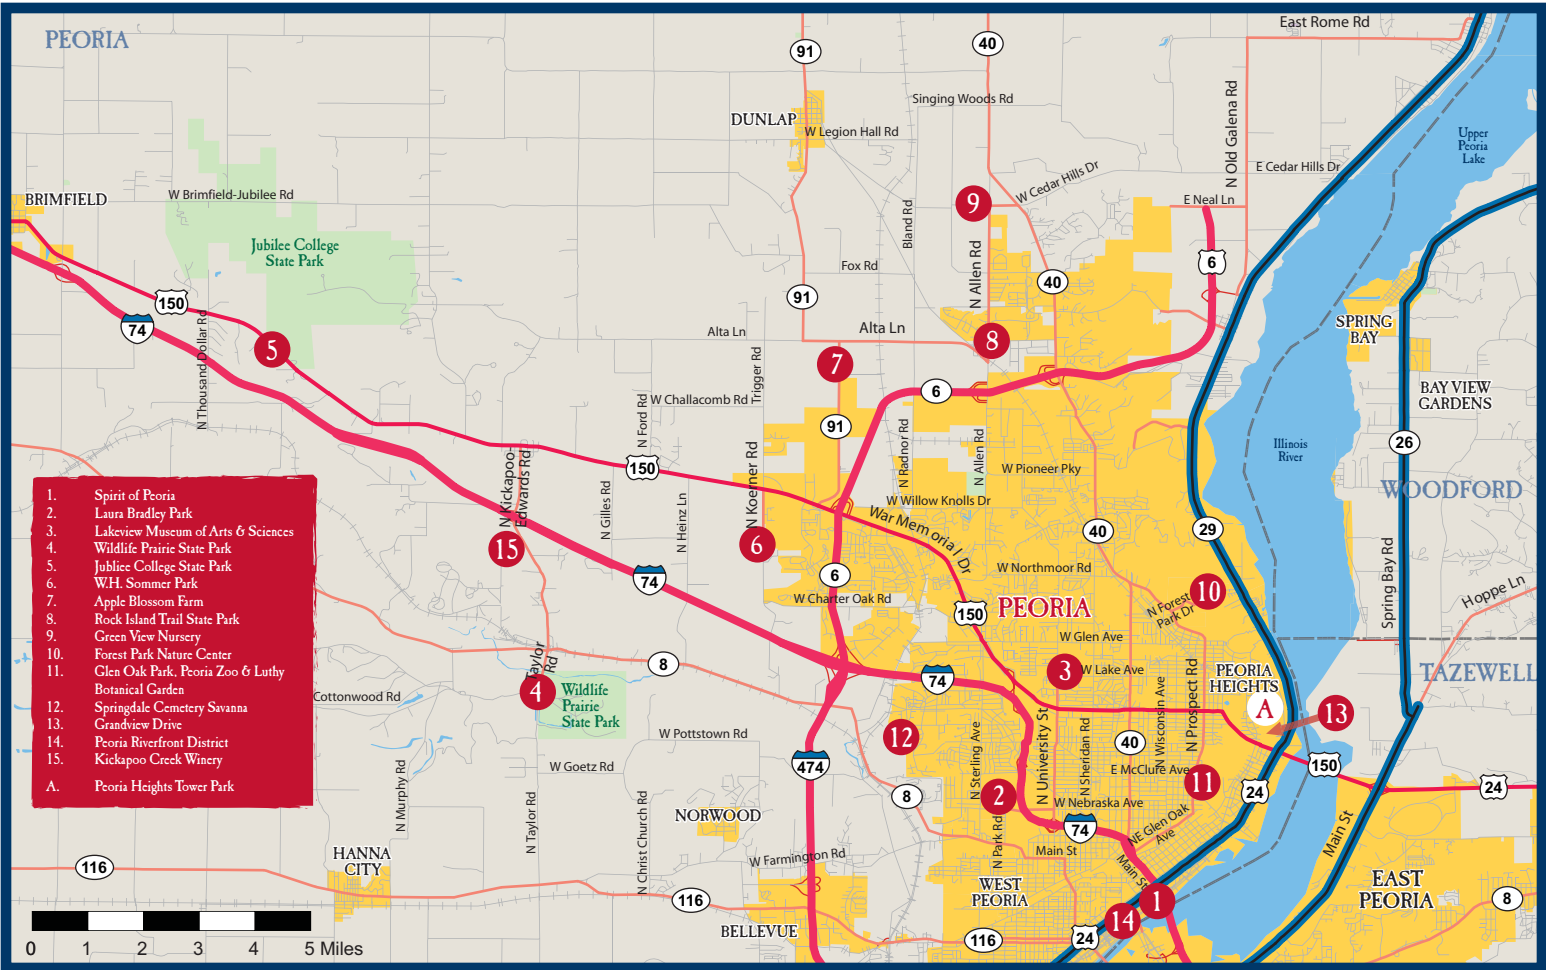 PEORIA
East Rome Rd
91
40
Singing Woods Rd
DUNLAP
W Legion Hall Rd
N Old Galena Rd
Upper
Peoria
Lake
E Cedar Hills Dr
W Cedar Hills Dr
BRIMFIELD
W Brimfield-Jubilee Rd
9
E Neal Ln
Bland Rd
Jubilee College
State Park
Fox Rd
N Allen Rd
6
40
91
150
74
N Thousand Dollar Rd
5
Alta Ln
Alta Ln
8
SPRING
BAY
7
Trigger Rd
6
BAY VIEW
GARDENS
W Challacomb Rd
N Ford Rd
91
26
Illinois
River
N Radnor Rd
N Allen Rd
W Pioneer Pky
150
N Kickapoo-
Edwards Rd
N Koerner Rd
N Gilles Rd
N Heinz Ln
W Willow Knolls Dr
WOODFORD
War Memorial Dr
40
29
15
6
W Northmoor Rd
74
6
10
Spring Bay Rd
Hoppe Ln
W Charter Oak Rd
N Forest
Park Dr
150
PEORIA
W Glen Ave
8
Taylor
Rd
3
W Lake Ave
PEORIA
HEIGHTS
TAZEWELL
74
4
Wildlife
Prairie
State Park
Cottonwood Rd
A
13
N Wisconsin Ave
N Prospect Rd
W Pottstown Rd
12
N Sterling Ave
N University St
N Sheridan Rd
40
W Goetz Rd
474
E McClure Ave
150
11
24
24
N Murphy Rd
N Taylor Rd
N Christ Church Rd
8
2
W Nebraska Ave
NORWOOD
74
NE Glen Oak
Ave
Main St
N Park Rd
Main St
Main St
HANNA
CITY
116
W Farmington Rd
WEST
PEORIA
EAST
PEORIA
116
1
8
BELLEVUE
14
116
24
1. Spirit of Peoria
2. Laura Bradley Park
3. Lakeview Museum of Arts & Sciences
4. Wildlife Prairie State Park
5. Jubliee College State Park
6. W.H. Sommer Park
7. Apple Blossom Farm
8. Rock Island Trail State Park
9. Green View Nursery
10. Forest Park Nature Center
11. Glen Oak Park, Peoria Zoo & Luthy
Botanical Garden
12. Springdale Cemetery Savanna
13. Grandview Drive
14. Peoria Riverfront District
15. Kickapoo Creek Winery
A. Peoria Heights Tower Park
0 1 2 3 4 5 Miles